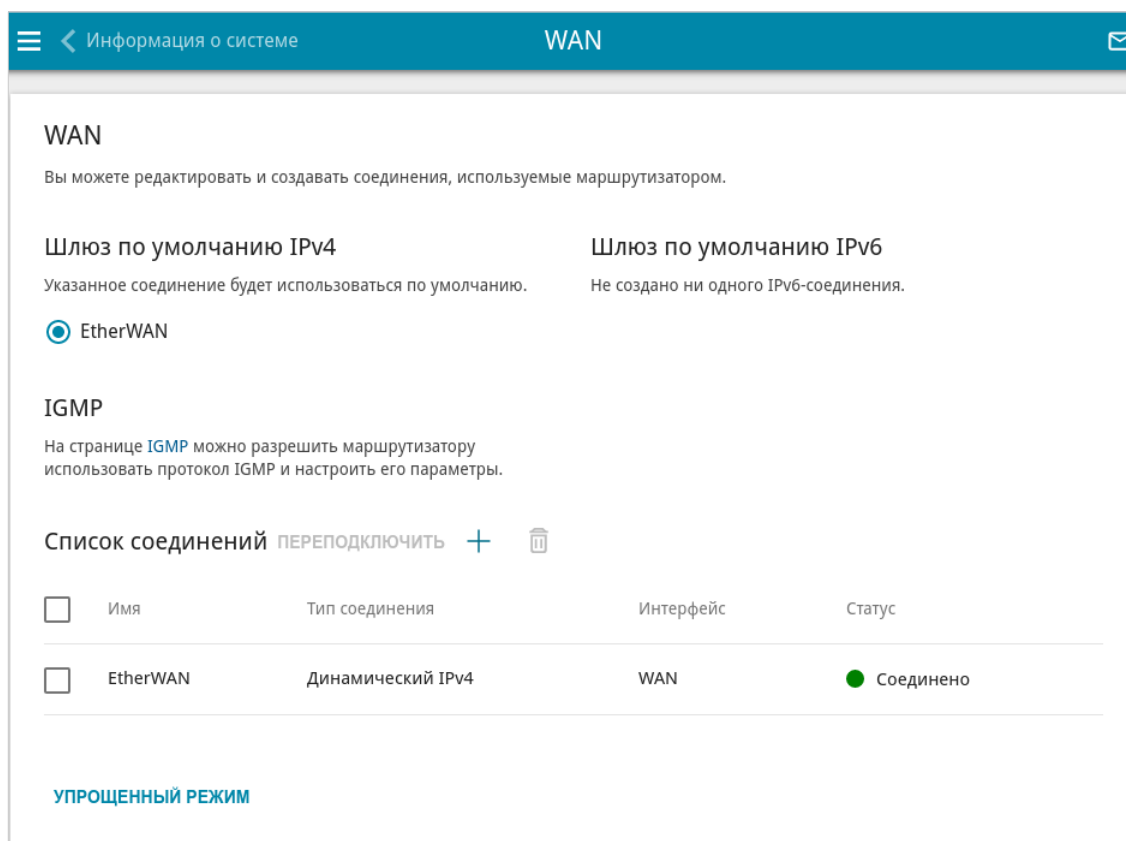 Информация о системе WAN
WAN
Вы можете редактировать и создавать соединения, используемые маршрутизатором.
Шлюз по умолчанию IPv4
Указанное соединение будет использоваться по умолчанию.
EtherWAN
Шлюз по умолчанию IPv6
Не создано ни одного IPv6-соединения.
IGMP
На странице IGMP можно разрешить маршрутизатору
использовать протокол IGMP и настроить его параметры.
Список соединений ПЕРЕПОДКЛЮЧИТЬ
Имя Тип соединения Интерфейс Статус
EtherWAN Динамический IPv4 WAN Соединено
УПРОЩЕННЫЙ РЕЖИМ